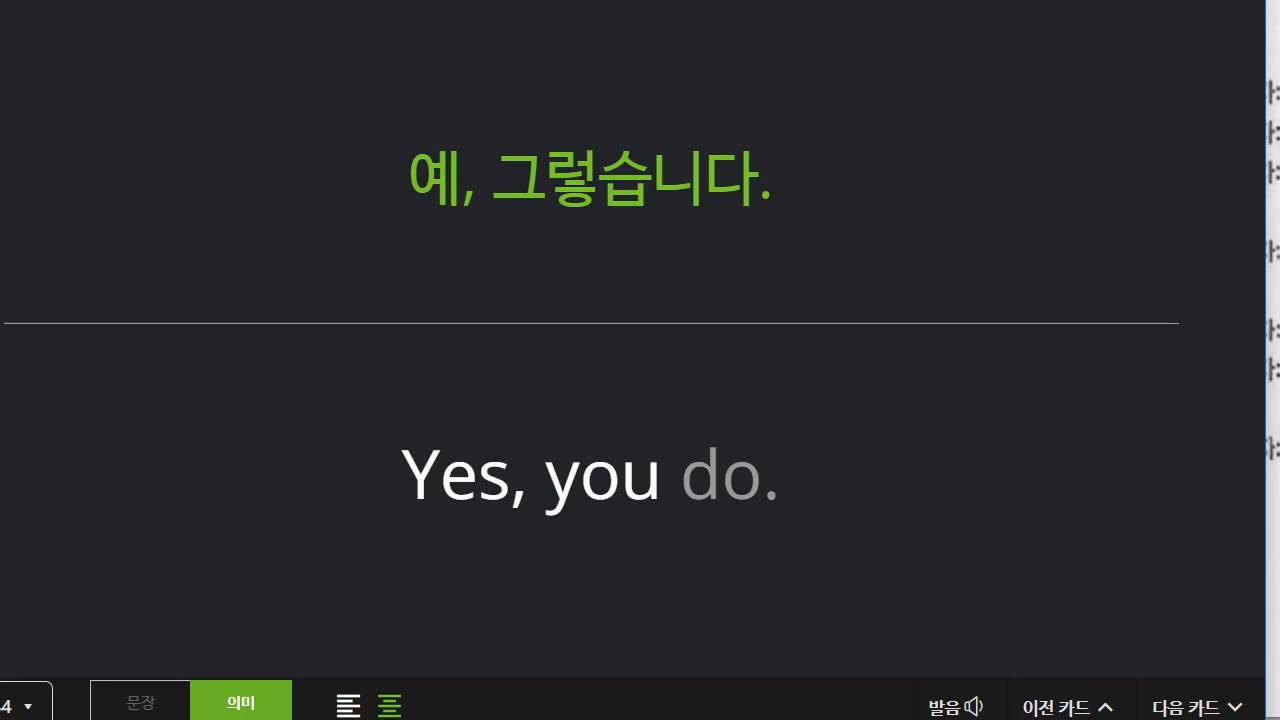 예, 그렇습니다.
Yes, you do.
4 문장 의미 발음 이전 카드 다음 카드